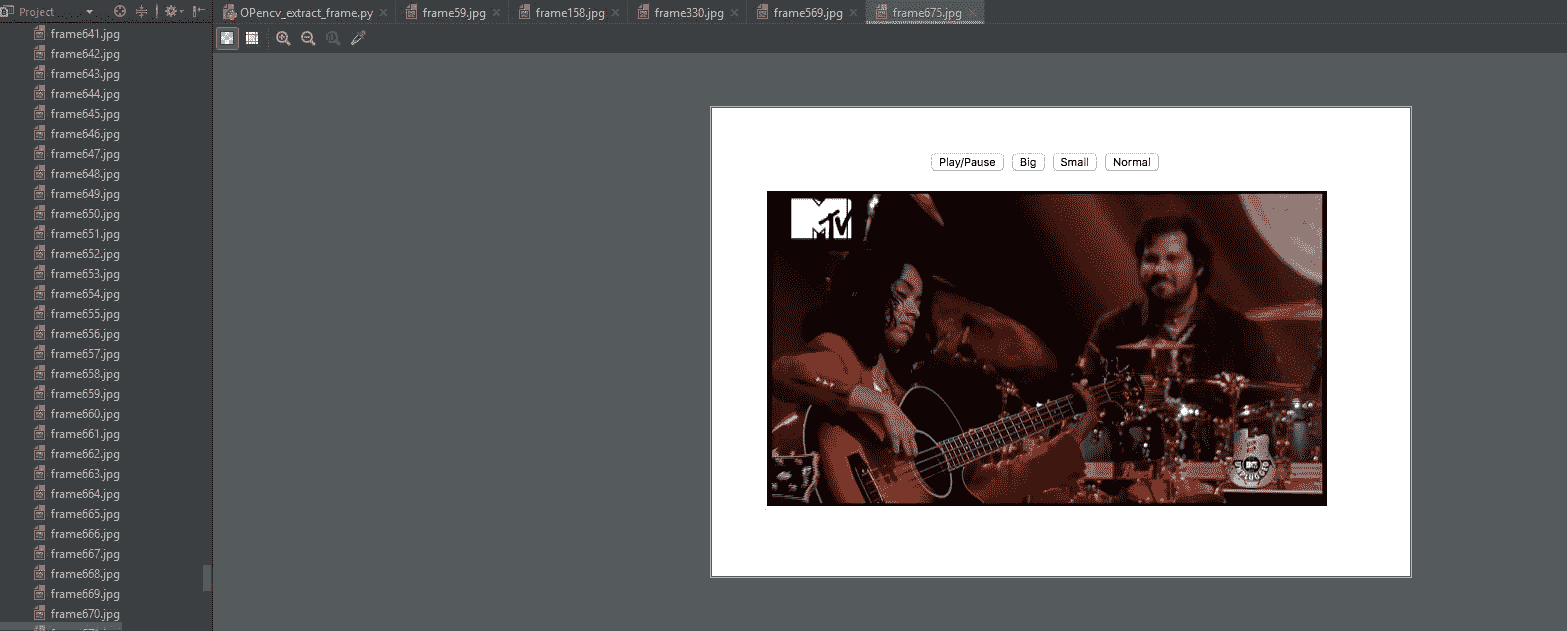 Project
OPencv_extract_frame.py
frame59.jpg
frame158.jpg
frame330.jpg
frame569.jpg
frame675.jpg
frame641.jpg
frame642.jpg
frame643.jpg
frame644.jpg
frame645.jpg
frame646.jpg
frame647.jpg
frame648.jpg
frame649.jpg
frame650.jpg
frame651.jpg
frame652.jpg
frame653.jpg
frame654.jpg
frame655.jpg
frame656.jpg
frame657.jpg
frame658.jpg
frame659.jpg
frame660.jpg
frame661.jpg
frame662.jpg
frame663.jpg
frame664.jpg
frame665.jpg
frame666.jpg
frame667.jpg
frame668.jpg
frame669.jpg
frame670.jpg
Play/Pause Big Small Normal
MTV
UNPLUGGED